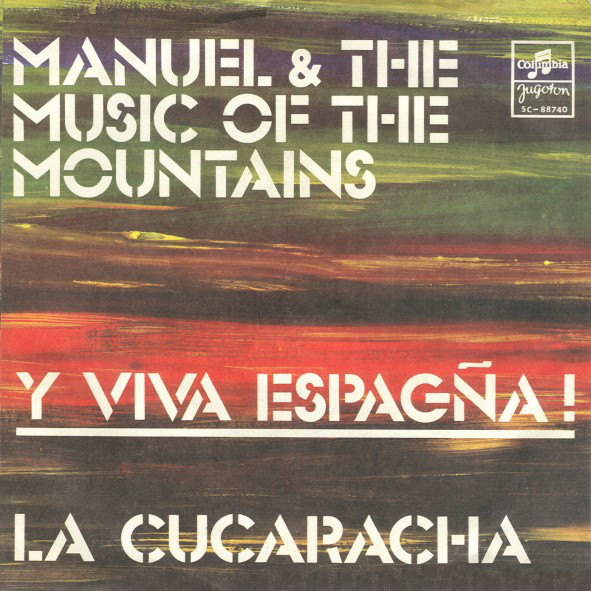 MANUEL & THE
MUSIC OF THE
MOUNTAINS
Columbia
Jugoton
SC-88740
Y VIVA ESPAGÑA!
LA CUCARACHA